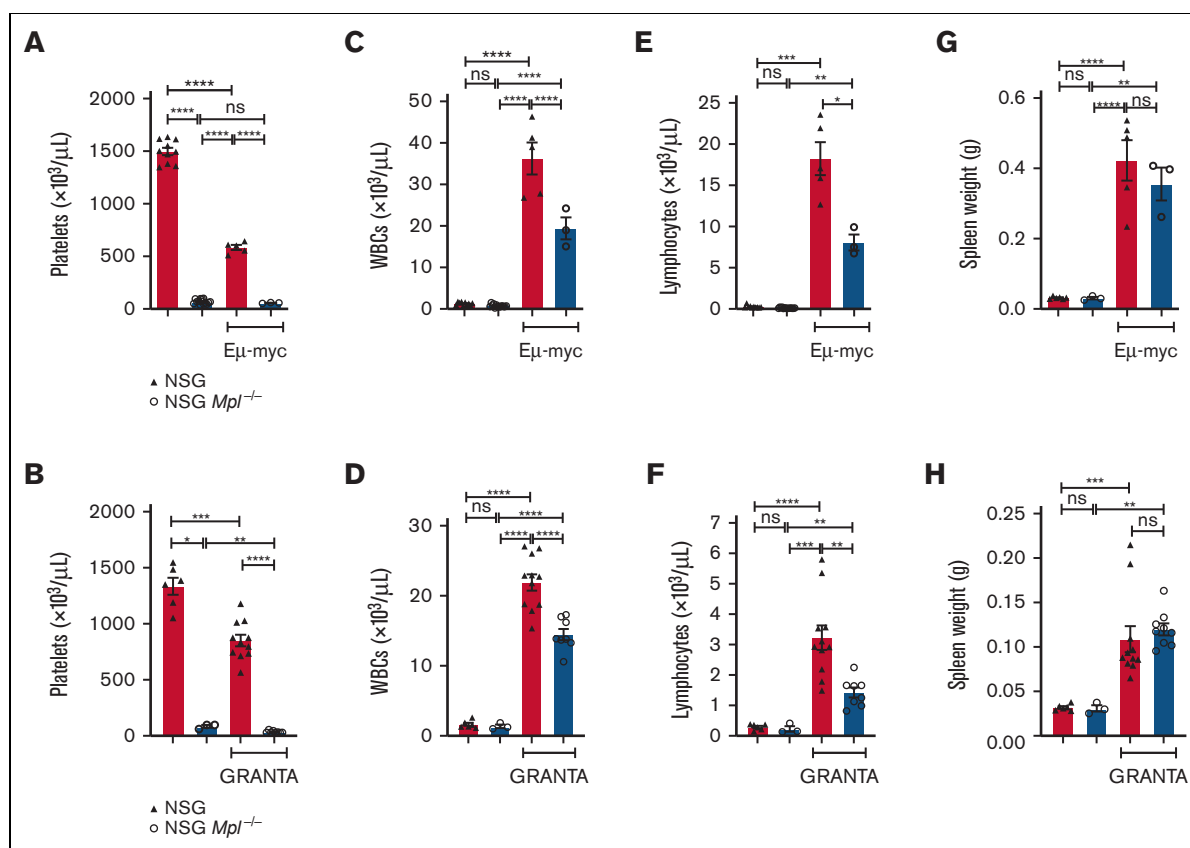 A
****
****
ns
****
****
2000
1500
1000
500
0
Platelets (×10³/µL)
Eµ-myc
▲ NSG
○ NSG Mpl⁻/⁻
C
****
ns
****
****
****
50
40
30
20
10
0
WBCs (×10³/µL)
Eµ-myc
E
***
ns
**
*
25
20
15
10
5
0
Lymphocytes (×10³/µL)
Eµ-myc
G
****
ns
**
****
ns
0.6
0.4
0.2
0.0
Spleen weight (g)
Eµ-myc
B
***
*
**
****
2000
1500
1000
500
0
Platelets (×10³/µL)
GRANTA
▲ NSG
○ NSG Mpl⁻/⁻
D
****
ns
****
****
****
30
20
10
0
WBCs (×10³/µL)
GRANTA
F
****
ns
**
***
**
7
6
5
4
3
2
1
0
Lymphocytes (×10³/µL)
GRANTA
H
***
ns
**
ns
0.25
0.20
0.15
0.10
0.05
0.00
Spleen weight (g)
GRANTA